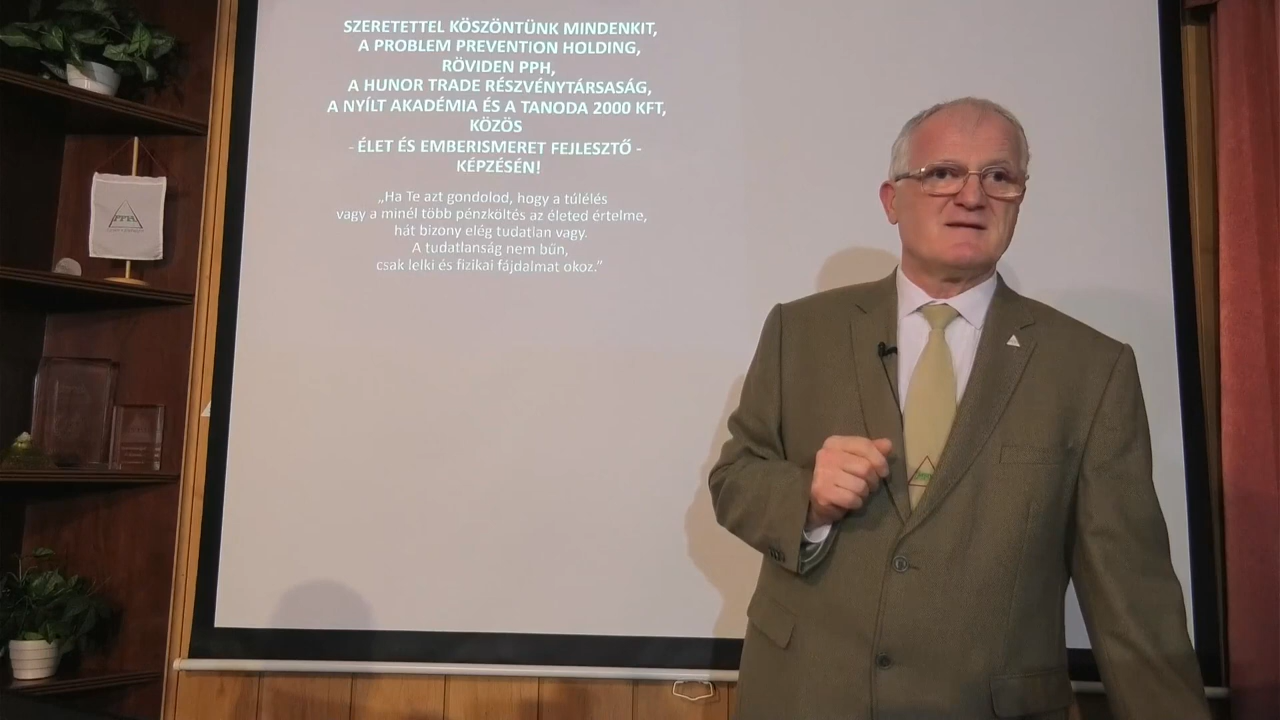 SZERETETTEL KÖSZÖNTÜNK MINDENKIT,
A PROBLEM PREVENTION HOLDING,
RÖVIDEN PPH,
A HUNOR TRADE RÉSZVÉNYTÁRSASÁG,
A NYÍLT AKADÉMIA ÉS A TANODA 2000 KFT,
KÖZÖS
- ÉLET ÉS EMBERISMERET FEJLESZTŐ -
KÉPZÉSÉN!
„Ha Te azt gondolod, hogy a túlélés
vagy a minél több pénzköltés az életed értelme,
hát bizony elég tudatlan vagy.
A tudatlanság nem bűn,
csak lelki és fizikai fájdalmat okoz.”